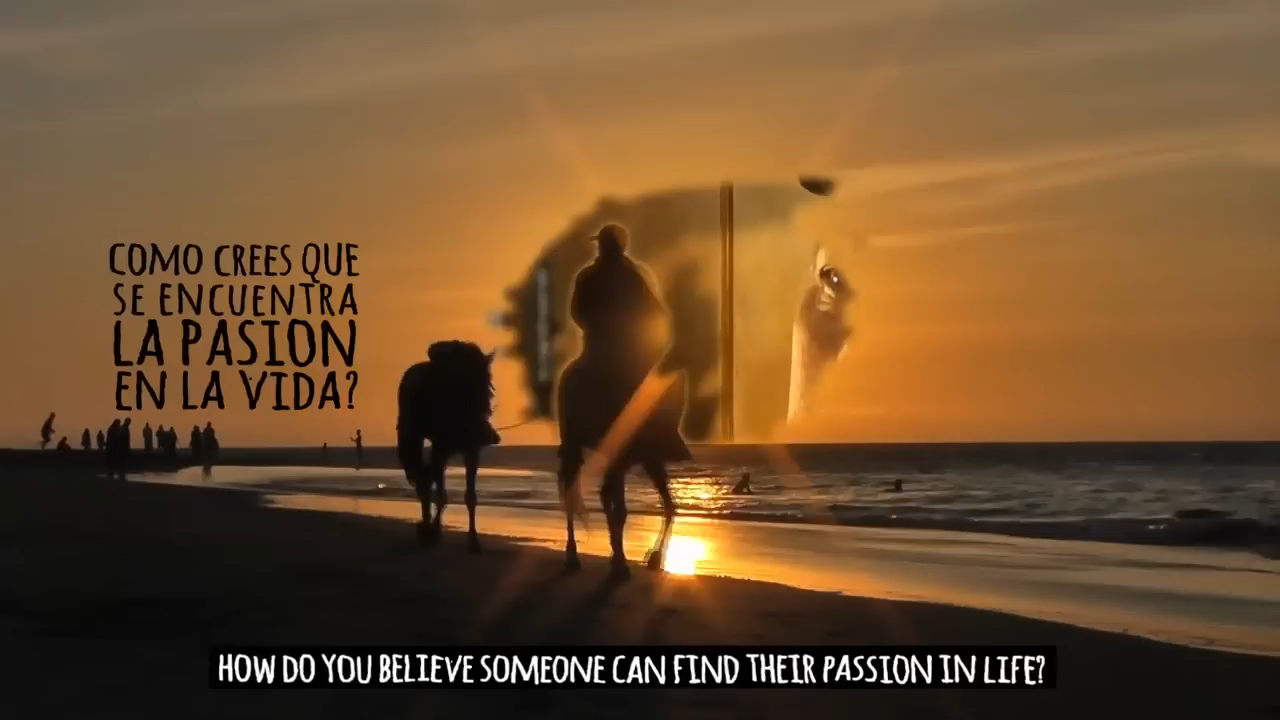 COMO CREES QUE
SE ENCUENTRA
LA PASION
EN LA VIDA?
HOW DO YOU BELIEVE SOMEONE CAN FIND THEIR PASSION IN LIFE?